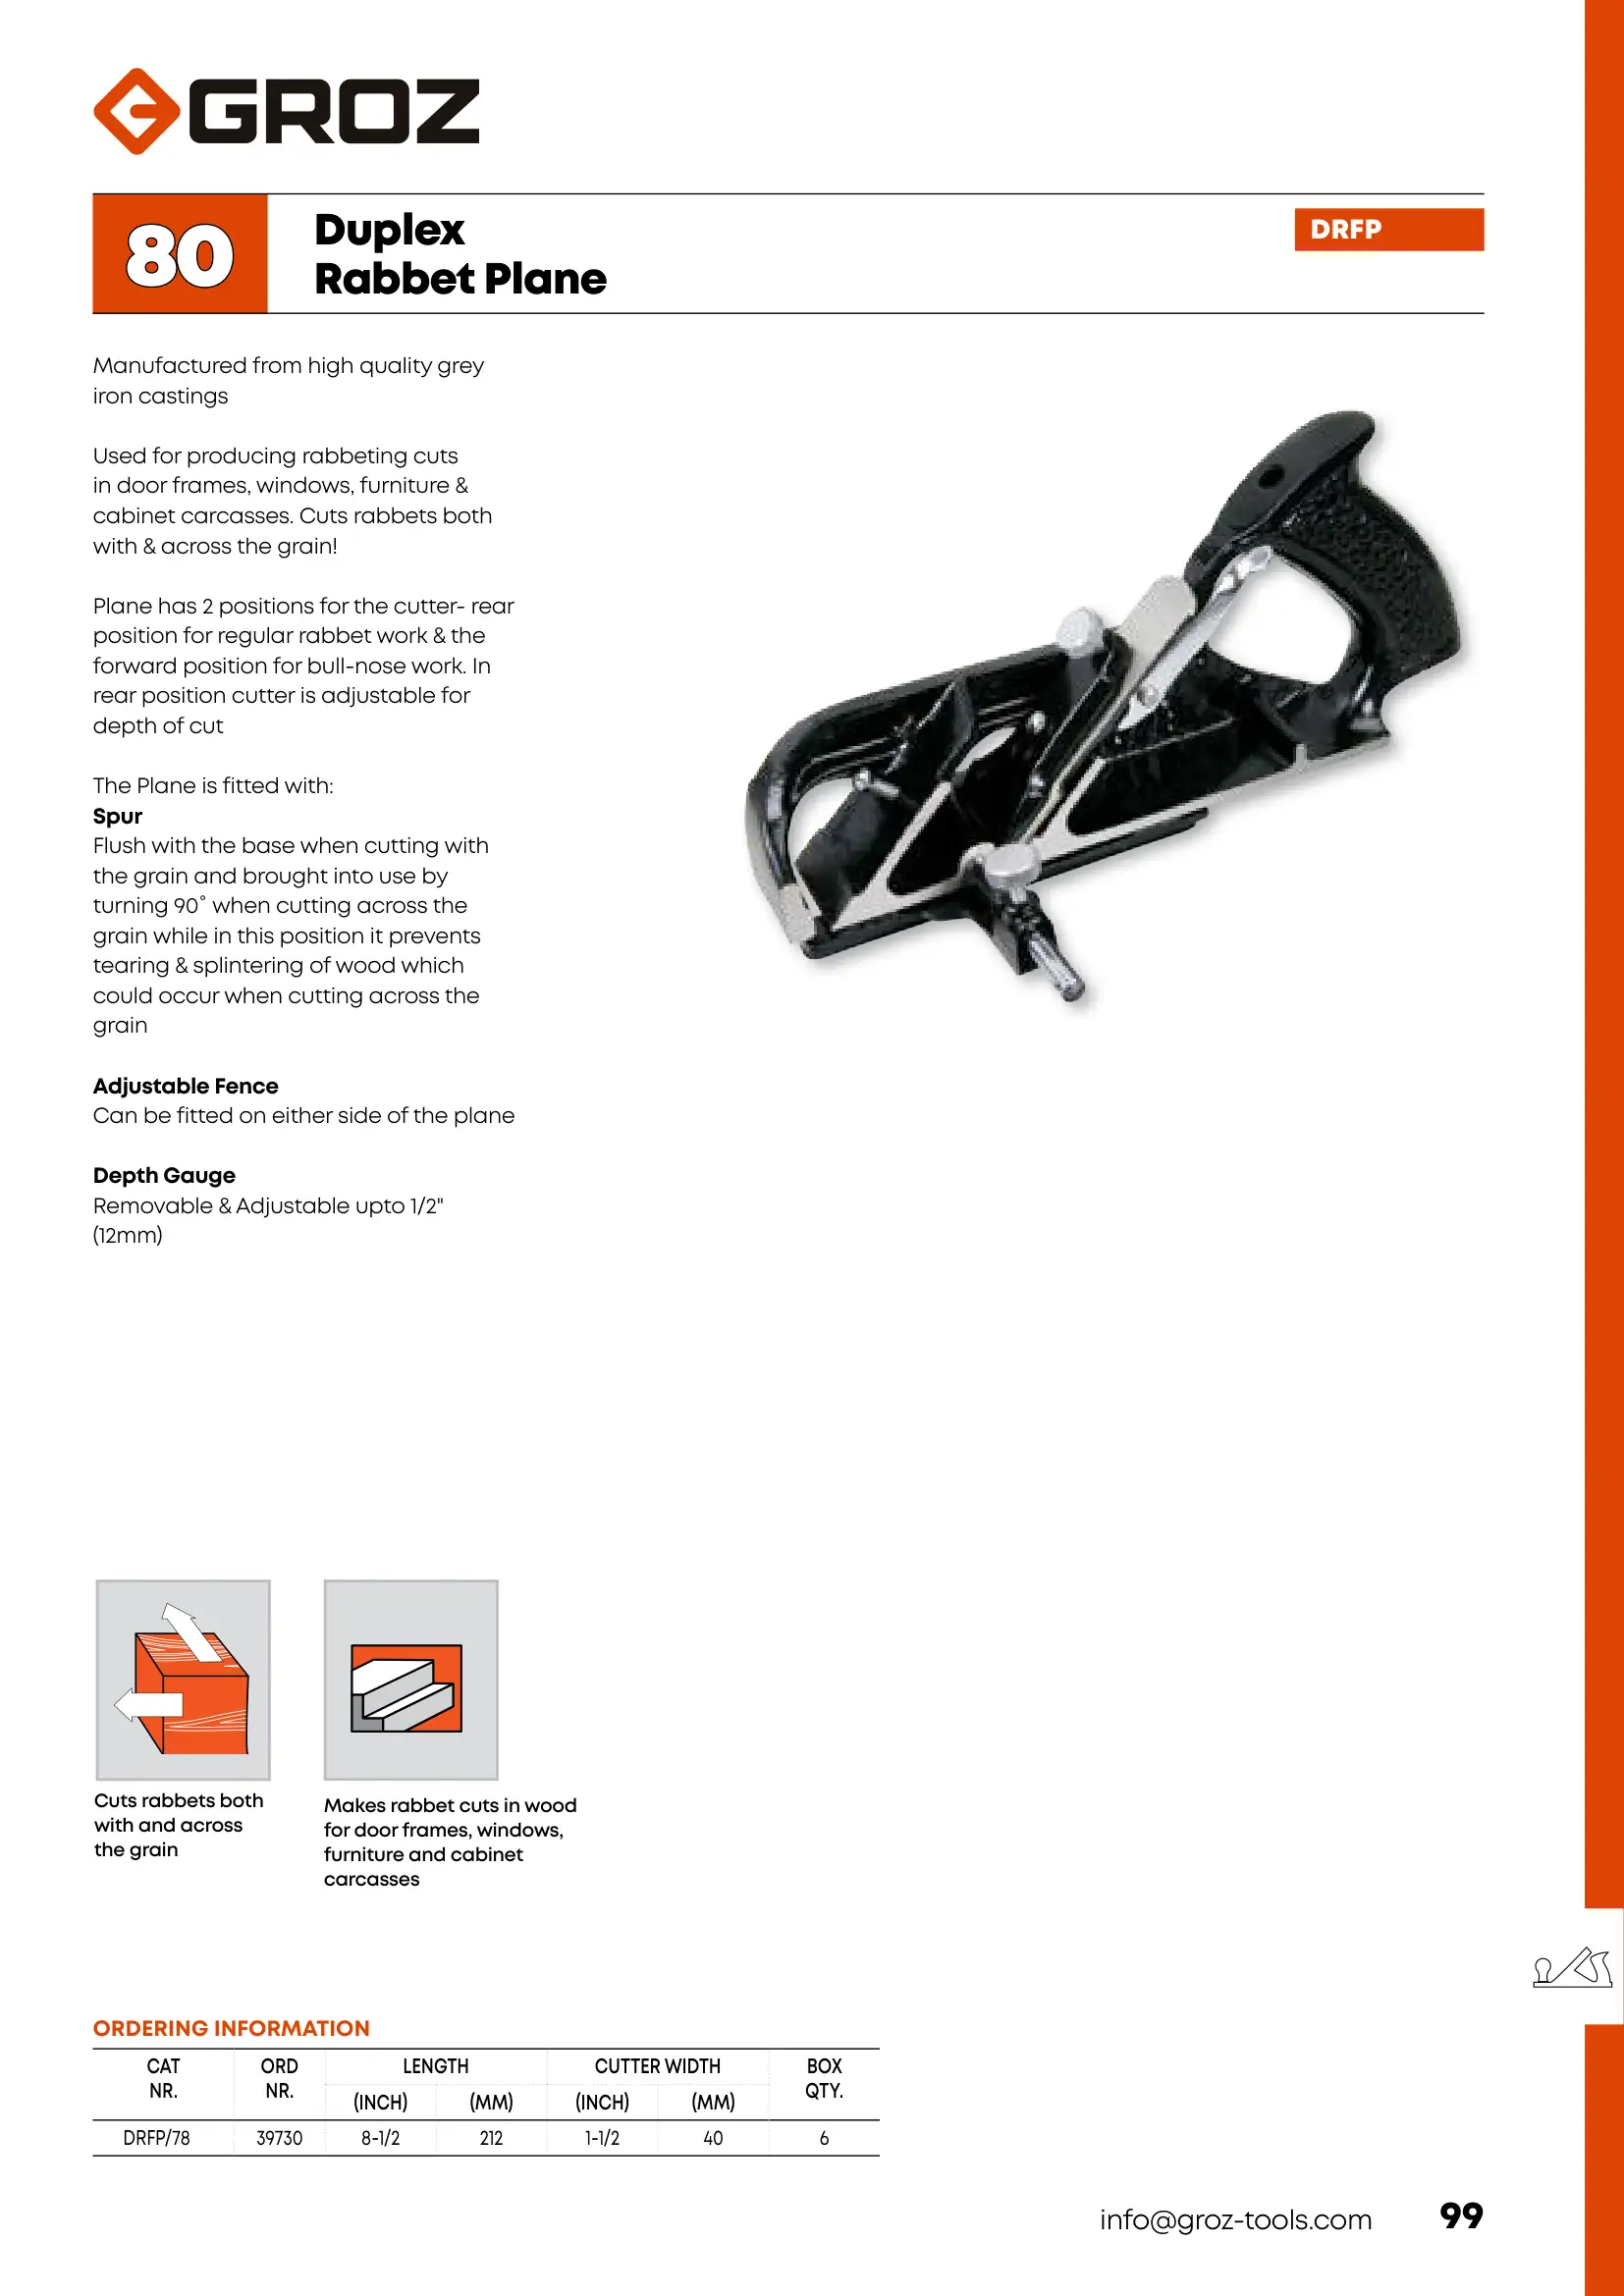 GROZ
80
Duplex
Rabbet Plane
DRFP
Manufactured from high quality grey
iron castings
Used for producing rabbeting cuts
in door frames, windows, furniture &
cabinet carcasses. Cuts rabbets both
with & across the grain!
Plane has 2 positions for the cutter- rear
position for regular rabbet work & the
forward position for bull-nose work. In
rear position cutter is adjustable for
depth of cut
The Plane is fitted with:
Spur
Flush with the base when cutting with
the grain and brought into use by
turning 90˚ when cutting across the
grain while in this position it prevents
tearing & splintering of wood which
could occur when cutting across the
grain
Adjustable Fence
Can be fitted on either side of the plane
Depth Gauge
Removable & Adjustable upto 1/2"
(12mm)
Cuts rabbets both
with and across
the grain
Makes rabbet cuts in wood
for door frames, windows,
furniture and cabinet
carcasses
ORDERING INFORMATION
CAT NR. ORD NR. LENGTH CUTTER WIDTH BOX QTY.
(INCH) (MM) (INCH) (MM)
DRFP/78 39730 8-1/2 212 1-1/2 40 6
info@groz-tools.com 99